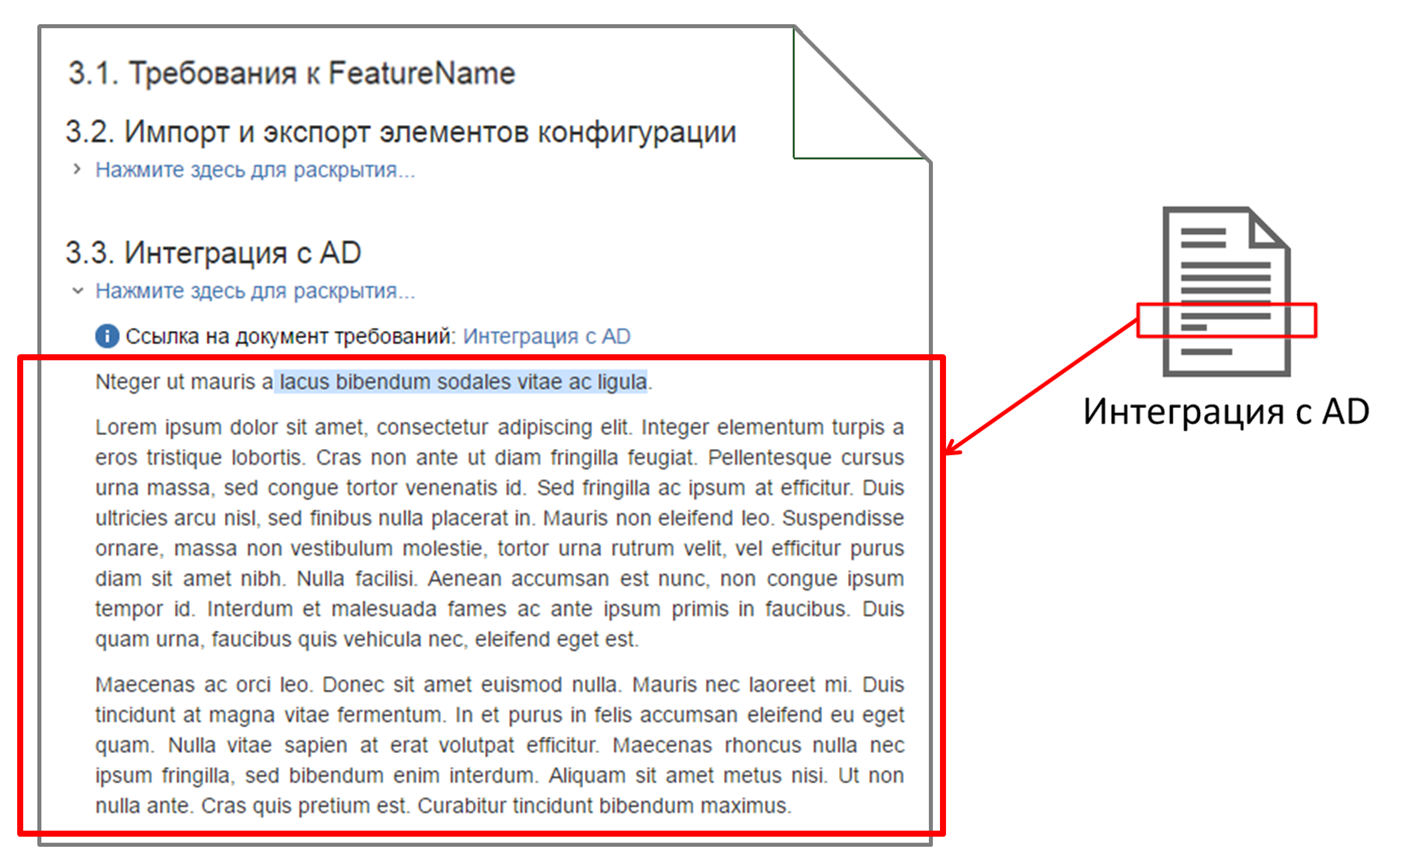 3.1. Требования к FeatureName
3.2. Импорт и экспорт элементов конфигурации
Нажмите здесь для раскрытия...
3.3. Интеграция с AD
Нажмите здесь для раскрытия...
Ссылка на документ требований: Интеграция с AD
Nteger ut mauris a lacus bibendum sodales vitae ac ligula.
Lorem ipsum dolor sit amet, consectetur adipiscing elit. Integer elementum turpis a
eros tristique lobortis. Cras non ante ut diam fringilla feugiat. Pellentesque cursus
urna massa, sed congue tortor venenatis id. Sed fringilla ac ipsum at efficitur. Duis
ultricies arcu nisl, sed finibus nulla placerat in. Mauris non eleifend leo. Suspendisse
ornare, massa non vestibulum molestie, tortor urna rutrum velit, vel efficitur purus
diam sit amet nibh. Nulla facilisi. Aenean accumsan est nunc, non congue ipsum
tempor id. Interdum et malesuada fames ac ante ipsum primis in faucibus. Duis
quam urna, faucibus quis vehicula nec, eleifend eget est.
Maecenas ac orci leo. Donec sit amet euismod nulla. Mauris nec laoreet mi. Duis
tincidunt at magna vitae fermentum. In et purus in felis accumsan eleifend eu eget
quam. Nulla vitae sapien at erat volutpat efficitur. Maecenas rhoncus nulla nec
ipsum fringilla, sed bibendum enim interdum. Aliquam sit amet metus nisi. Ut non
nulla ante. Cras quis pretium est. Curabitur tincidunt bibendum maximus.
Интеграция с AD